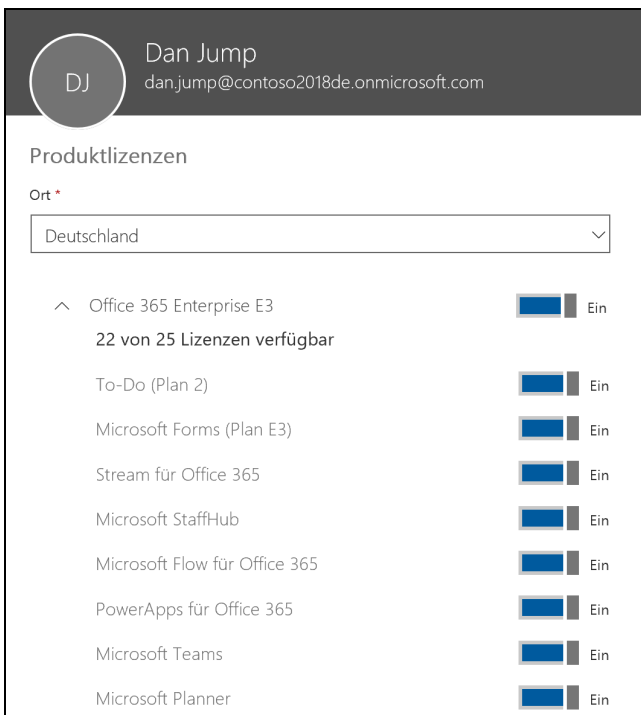 DJ
Dan Jump
dan.jump@contoso2018de.onmicrosoft.com
Produktlizenzen
Ort *
Deutschland
Office 365 Enterprise E3 Ein
22 von 25 Lizenzen verfügbar
To-Do (Plan 2) Ein
Microsoft Forms (Plan E3) Ein
Stream für Office 365 Ein
Microsoft StaffHub Ein
Microsoft Flow für Office 365 Ein
PowerApps für Office 365 Ein
Microsoft Teams Ein
Microsoft Planner Ein